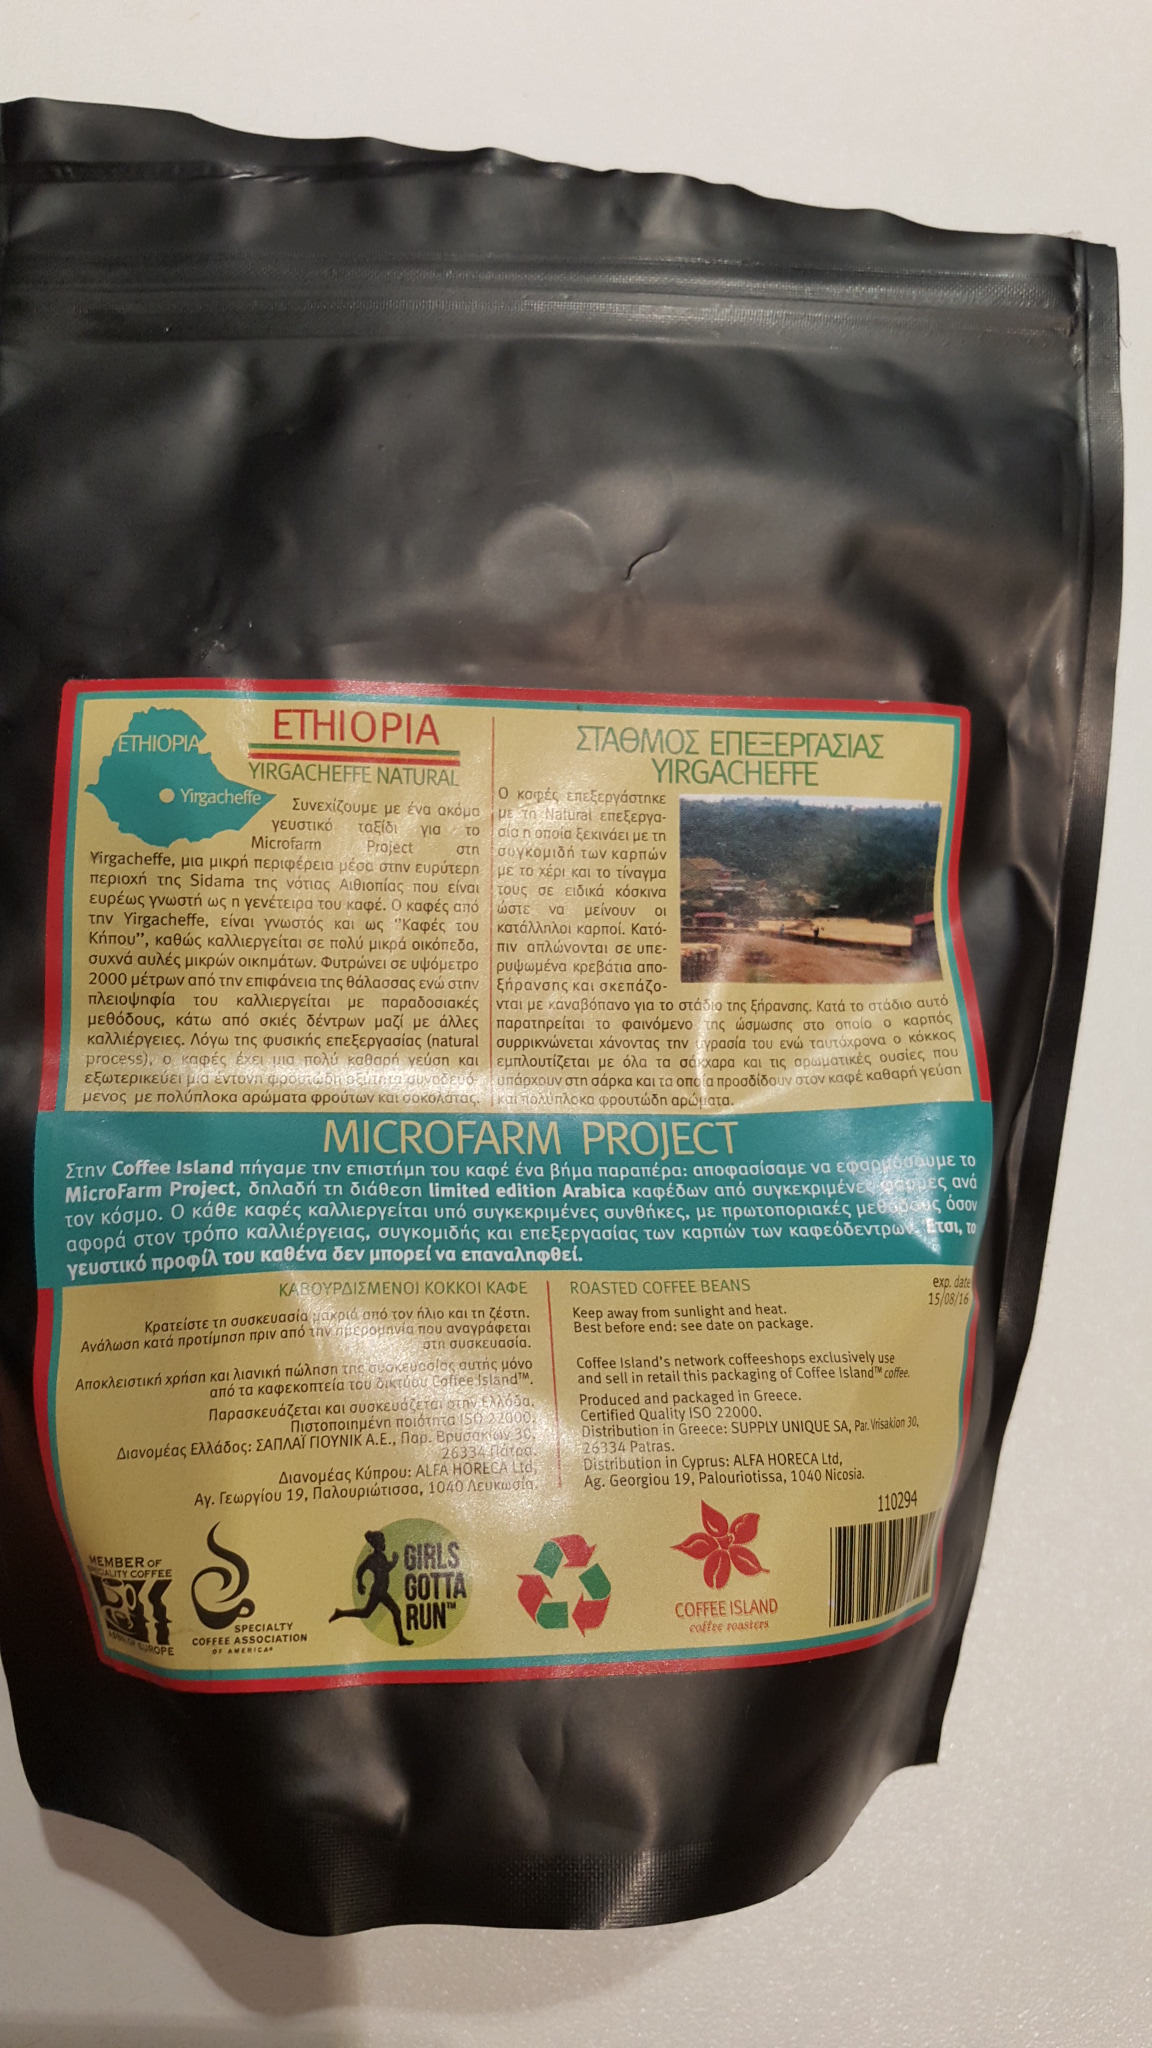 ETHIOPIA
Yirgacheffe
ETHIOPIA
YIRGACHEFFE NATURAL
Συνεχίζουμε με ένα ακόμα
γευστικό ταξίδι για το
Microfarm Project στη
Yirgacheffe, μια μικρή περιφέρεια μέσα στην ευρύτερη
περιοχή της Sidama της νότιας Αιθιοπίας που είναι
ευρέως γνωστή ως η γενέτειρα του καφέ. Ο καφές από
την Yirgacheffe, είναι γνωστός και ως "Καφές του
Κήπου", καθώς καλλιεργείται σε πολύ μικρά οικόπεδα,
συχνά αυλές μικρών οικημάτων. Φυτρώνει σε υψόμετρο
2000 μέτρων από την επιφάνεια της θάλασσας ενώ στην
πλειοψηφία του καλλιεργείται με παραδοσιακές
μεθόδους, κάτω από σκιές δέντρων μαζί με άλλες
καλλιέργειες. Λόγω της φυσικής επεξεργασίας (natural
process), ο καφές έχει μια πολύ καθαρή γεύση και
εξωτερικεύει μια έντονη φρουτώδη οξύτητα συνοδευό-
μενος με πολύπλοκα αρώματα φρούτων και σοκολάτας.
ΣΤΑΘΜΟΣ ΕΠΕΞΕΡΓΑΣΙΑΣ
YIRGACHEFFE
Ο καφές επεξεργάστηκε
με τη Natural επεξεργα-
σία η οποία ξεκινάει με τη
συγκομιδή των καρπών
με το χέρι και το τίναγμα
τους σε ειδικά κόσκινα
ώστε να μείνουν οι
κατάλληλοι καρποί. Κατό-
πιν απλώνονται σε υπε-
ρυψωμένα κρεβάτια απο-
ξήρανσης και σκεπάζο-
νται με κάναβόπανο για το στάδιο της ξήρανσης. Κατά το στάδιο αυτό
παρατηρείται το φαινόμενο της ώσμωσης στο οποίο ο καρπός
συρρικνώνεται χάνοντας την υγρασία του ενώ ταυτόχρονα ο κόκκος
εμπλουτίζεται με όλα τα σάκχαρα και τις αρωματικές ουσίες που
υπάρχουν στη σάρκα και τα οποία προσδίδουν στον καφέ καθαρή γεύση
και πολύπλοκα φρουτώδη αρώματα.
MICROFARM PROJECT
Στην Coffee Island πήγαμε την επιστήμη του καφέ ένα βήμα παραπέρα: αποφασίσαμε να εφαρμόσουμε το
MicroFarm Project, δηλαδή τη διάθεση limited edition Arabica καφέδων από συγκεκριμένες φάρμες ανά
τον κόσμο. Ο κάθε καφές καλλιεργείται υπό συγκεκριμένες συνθήκες, με πρωτοποριακές μεθόδους όσον
αφορά στον τρόπο καλλιέργειας, συγκομιδής και επεξεργασίας των καρπών των καφεόδεντρων. Έτσι, το
γευστικό προφίλ του καθένα δεν μπορεί να επαναληφθεί.
ΚΑΒΟΥΡΔΙΣΜΕΝΟΙ ΚΟΚΚΟΙ ΚΑΦΕ
Κρατείστε τη συσκευασία μακριά από τον ήλιο και τη ζέστη.
Ανάλωση κατά προτίμηση πριν από την ημερομηνία που αναγράφεται
στη συσκευασία.
Αποκλειστική χρήση και λιανική πώληση της συσκευασίας αυτής μόνο
από τα καφεκοπτεία του δικτύου Coffee Island™.
Παρασκευάζεται και συσκευάζεται στην Ελλάδα.
Πιστοποιημένη ποιότητα ISO 22000.
Διανομέας Ελλάδος: ΣΑΠΛΑΪ ΓΙΟΥΝΙΚ Α.Ε., Παρ. Βρυσακίων 30,
26334 Πάτρα.
Διανομέας Κύπρου: ALFA HORECA Ltd,
Αγ. Γεωργίου 19, Παλουριώτισσα, 1040 Λευκωσία.
ROASTED COFFEE BEANS
exp. date
15/08/16
Keep away from sunlight and heat.
Best before end: see date on package.
Coffee Island's network coffeeshops exclusively use
and sell in retail this packaging of Coffee Island™ coffee.
Produced and packaged in Greece.
Certified Quality ISO 22000.
Distribution in Greece: SUPPLY UNIQUE SA, Par. Vrisakion 30,
26334 Patras.
Distribution in Cyprus: ALFA HORECA Ltd,
Ag. Georgiou 19, Palouriotissa, 1040 Nicosia.
110294
MEMBER OF
SPECIALITY COFFEE
EUROPE
SPECIALTY
COFFEE ASSOCIATION
OF AMERICA®
GIRLS
GOTTA
RUN™
COFFEE ISLAND
coffee roasters